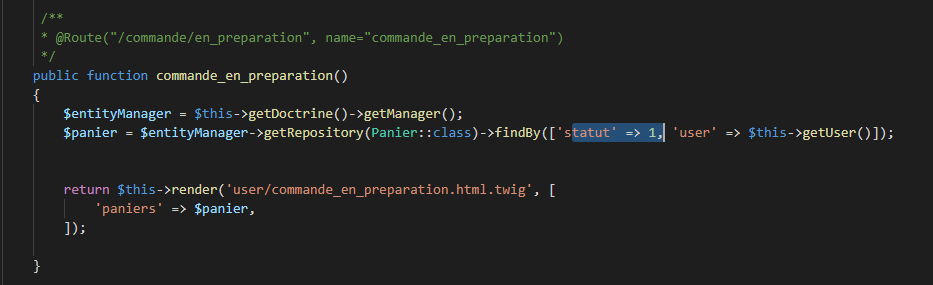 /**
* @Route("/commande/en_preparation", name="commande_en_preparation")
*/
public function commande_en_preparation()
{
$entityManager = $this->getDoctrine()->getManager();
$panier = $entityManager->getRepository(Panier::class)->findBy(['statut' => 1, 'user' => $this->getUser()]);
return $this->render('user/commande_en_preparation.html.twig', [
'paniers' => $panier,
]);
}